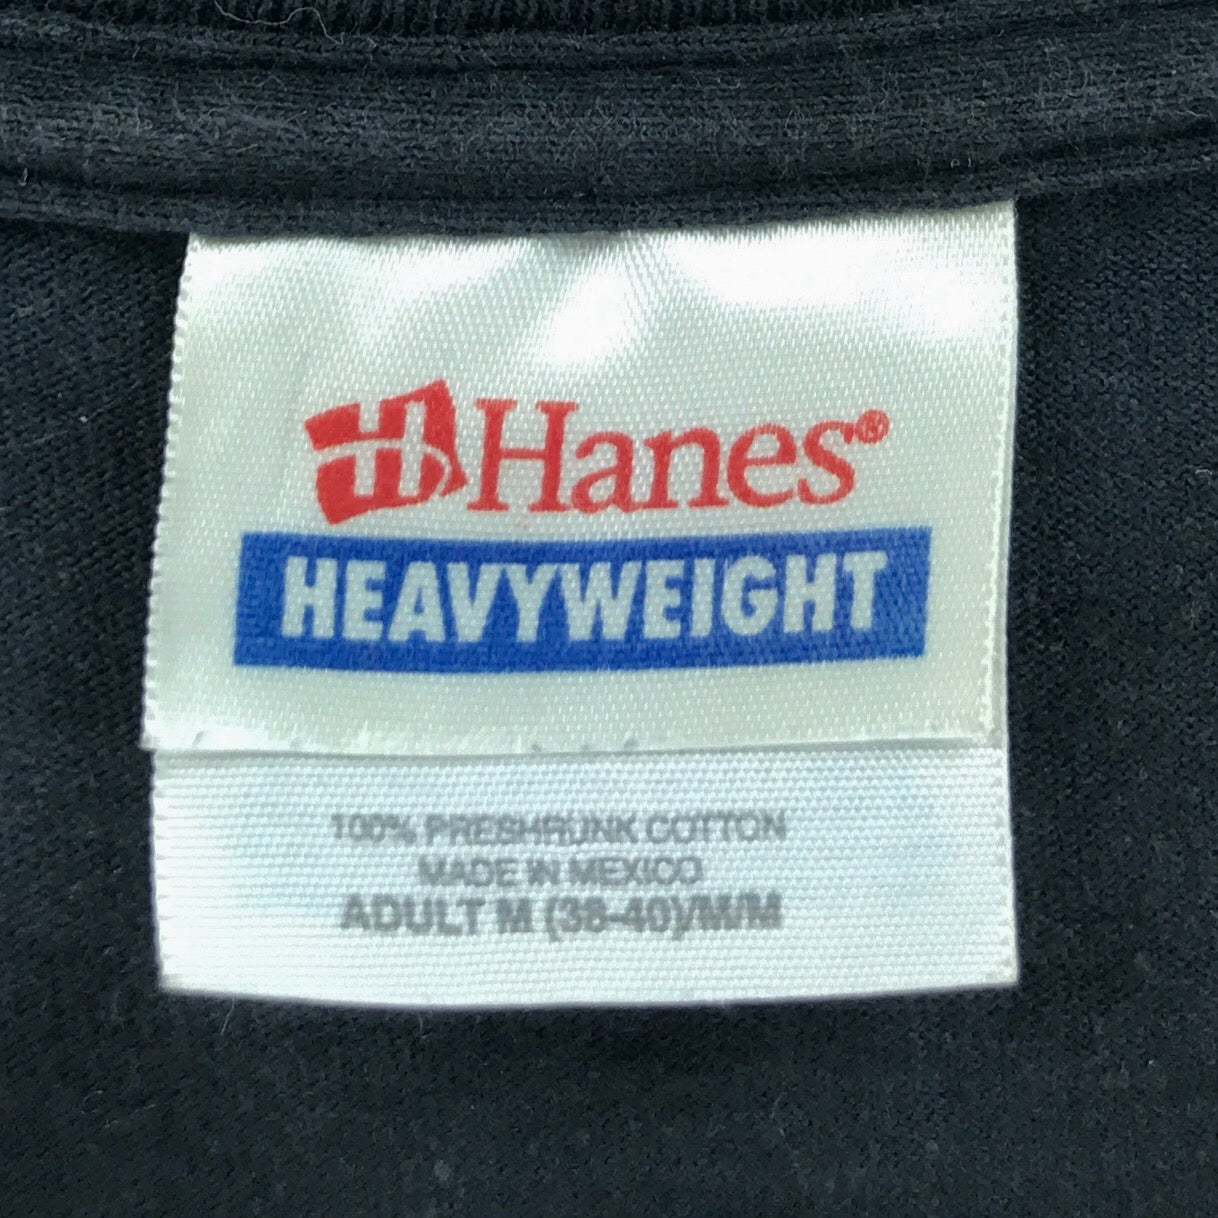 Hanes®
HEAVYWEIGHT
100% PRESHRUNK COTTON
MADE IN MEXICO
ADULT M (38-40)/M/M